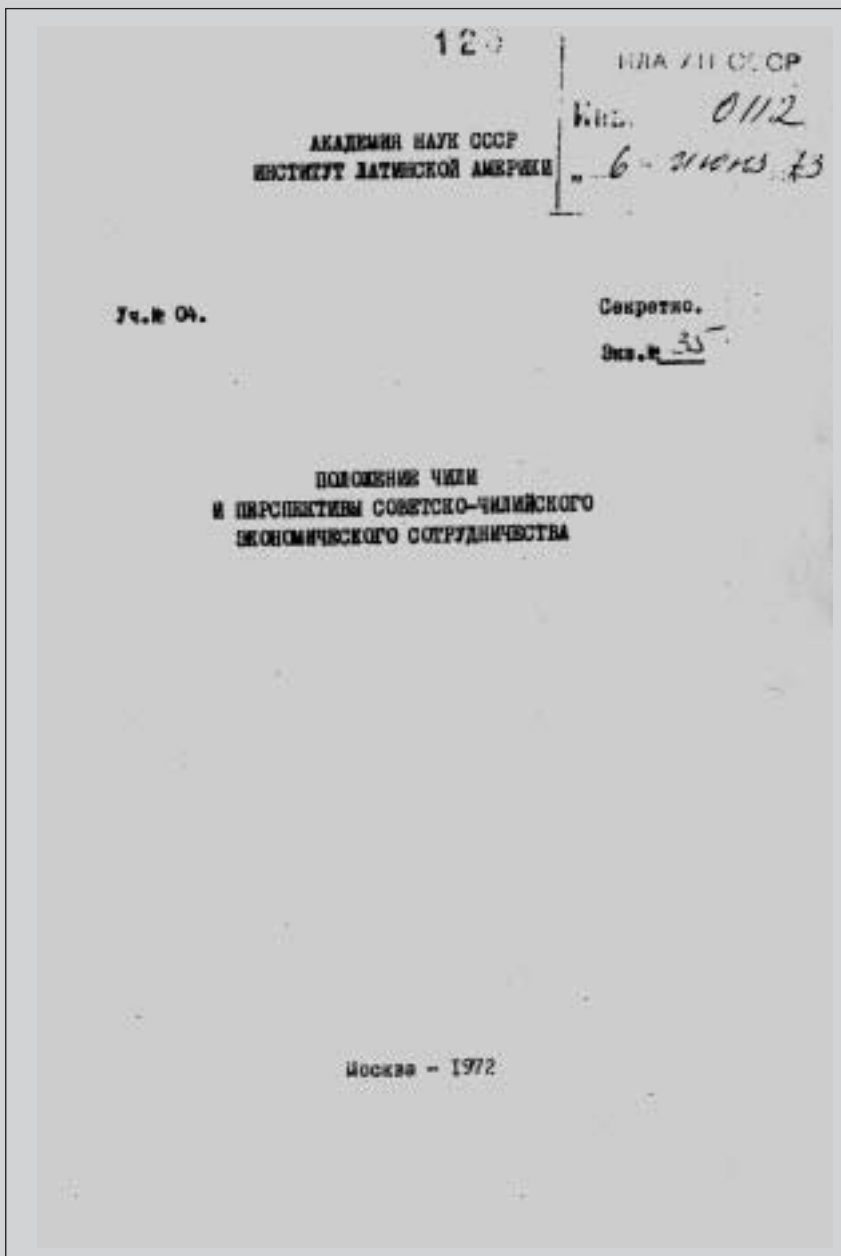 12
ИЛА АН СССР
Инв. 0112
„ 6 - июня 73
АКАДЕМИЯ НАУК СССР
ИНСТИТУТ ЛАТИНСКОЙ АМЕРИКИ
Уч.№ 04.
Секретно.
Экз.№ 35
ПОЛОЖЕНИЕ ЧИЛИ
И ПЕРСПЕКТИВЫ СОВЕТСКО-ЧИЛИЙСКОГО
ЭКОНОМИЧЕСКОГО СОТРУДНИЧЕСТВА
Москва - 1972